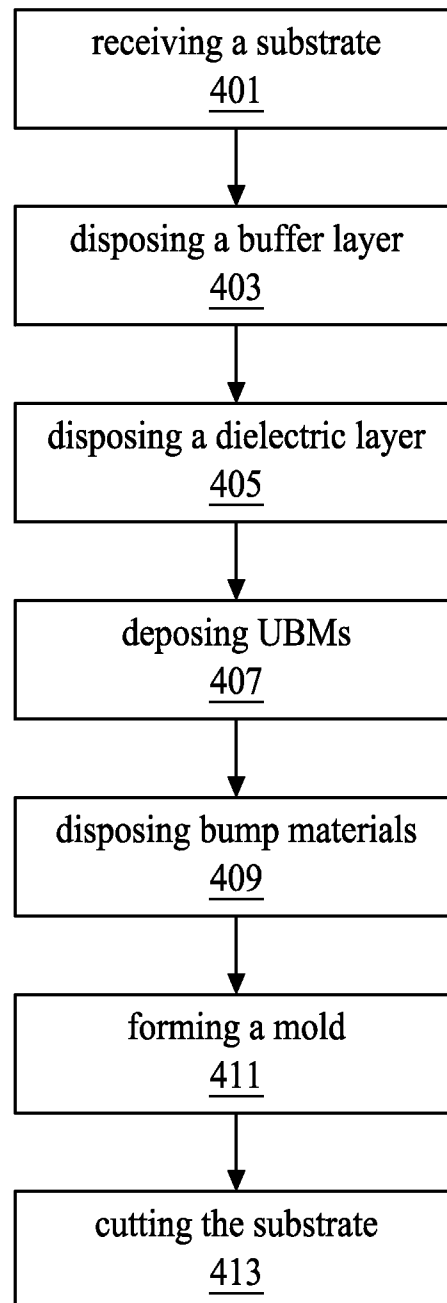 receiving a substrate
401
disposing a buffer layer
403
disposing a dielectric layer
405
deposing UBMs
407
disposing bump materials
409
forming a mold
411
cutting the substrate
413